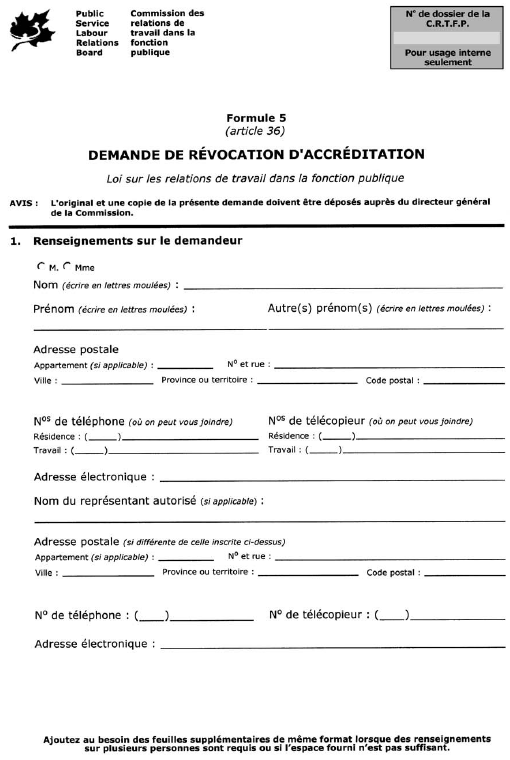 Public Service Labour Relations Board
Commission des relations de travail dans la fonction publique
N° de dossier de la
C.R.T.F.P.
Pour usage interne
seulement
Formule 5
(article 36)
DEMANDE DE RÉVOCATION D'ACCRÉDITATION
Loi sur les relations de travail dans la fonction publique
AVIS : L'original et une copie de la présente demande doivent être déposés auprès du directeur général
de la Commission.
1. Renseignements sur le demandeur
M. Mme
Nom (écrire en lettres moulées) :
Prénom (écrire en lettres moulées) : Autre(s) prénom(s) (écrire en lettres moulées) :
Adresse postale
Appartement (si applicable) : N° et rue :
Ville : Province ou territoire : Code postal :
Nos de téléphone (où on peut vous joindre) Nos de télécopieur (où on peut vous joindre)
Résidence : ( ) Résidence : ( )
Travail : ( ) Travail : ( )
Adresse électronique :
Nom du représentant autorisé (si applicable) :
Adresse postale (si différente de celle inscrite ci-dessus)
Appartement (si applicable) : N° et rue :
Ville : Province ou territoire : Code postal :
N° de téléphone : ( ) N° de télécopieur : ( )
Adresse électronique :
Ajoutez au besoin des feuilles supplémentaires de même format lorsque des renseignements
sur plusieurs personnes sont requis ou si l'espace fourni n'est pas suffisant.